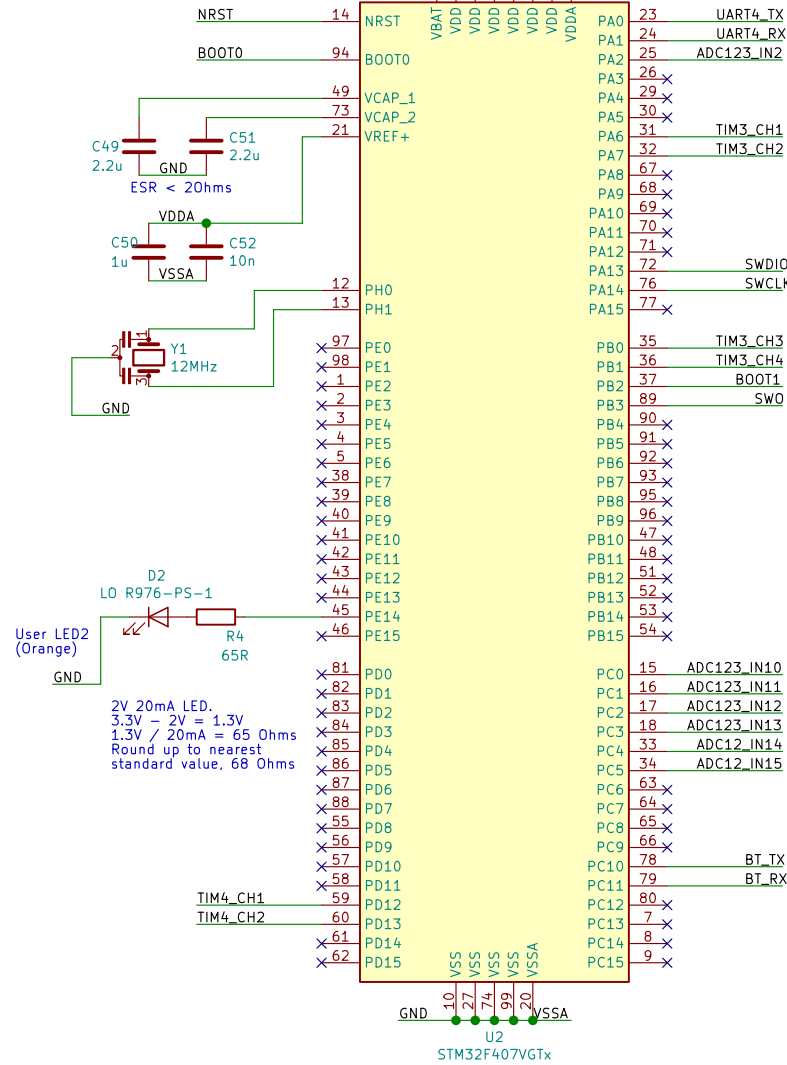 NRST
14
NRST
BOOT0
94
BOOT0
49
VCAP_1
73
VCAP_2
21
VREF+
C49
2.2u
C51
2.2u
GND
ESR < 2Ohms
VDDA
C50
1u
C52
10n
VSSA
12
PH0
13
PH1
1
2
3
Y1
12MHz
GND
97
PE0
98
PE1
1
PE2
2
PE3
3
PE4
4
PE5
5
PE6
38
PE7
39
PE8
40
PE9
41
PE10
42
PE11
43
PE12
44
PE13
45
PE14
46
PE15
D2
LO R976-PS-1
R4
65R
User LED2
(Orange)
GND
2V 20mA LED.
3.3V - 2V = 1.3V
1.3V / 20mA = 65 Ohms
Round up to nearest
standard value, 68 Ohms
81
PD0
82
PD1
83
PD2
84
PD3
85
PD4
86
PD5
87
PD6
88
PD7
55
PD8
56
PD9
57
PD10
58
PD11
TIM4_CH1
59
PD12
TIM4_CH2
60
PD13
61
PD14
62
PD15
VBAT
VDD
VDD
VDD
VDD
VDD
VDD
VDDA
PA0
23
UART4_TX
PA1
24
UART4_RX
PA2
25
ADC123_IN2
PA3
26
PA4
29
PA5
30
PA6
31
TIM3_CH1
PA7
32
TIM3_CH2
PA8
67
PA9
68
PA10
69
PA11
70
PA12
71
PA13
72
SWDIO
PA14
76
SWCLK
PA15
77
PB0
35
TIM3_CH3
PB1
36
TIM3_CH4
PB2
37
BOOT1
PB3
89
SWO
PB4
90
PB5
91
PB6
92
PB7
93
PB8
95
PB9
96
PB10
47
PB11
48
PB12
51
PB13
52
PB14
53
PB15
54
PC0
15
ADC123_IN10
PC1
16
ADC123_IN11
PC2
17
ADC123_IN12
PC3
18
ADC123_IN13
PC4
33
ADC12_IN14
PC5
34
ADC12_IN15
PC6
63
PC7
64
PC8
65
PC9
66
PC10
78
BT_TX
PC11
79
BT_RX
PC12
80
PC13
7
PC14
8
PC15
9
VSS
VSS
VSS
VSS
VSSA
10
27
74
99
20
GND
VSSA
U2
STM32F407VGTx